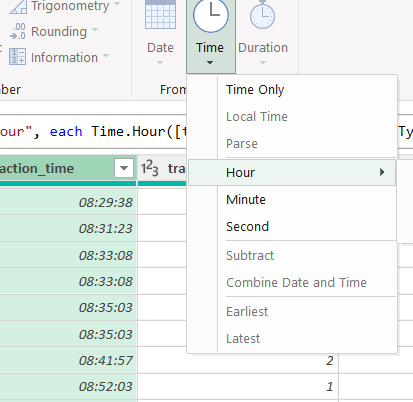 Trigonometry
.00
→.0
Rounding
Information
Date
Time
Duration
ber
From
Time Only
Local Time
Parse
Hour
Minute
Second
Subtract
Combine Date and Time
Earliest
Latest
our", each Time.Hour([t
Ty
action_time
1²3 tra
08:29:38
08:31:23
08:33:08
08:33:08
08:35:03
08:35:03
08:41:57 2
08:52:03 1